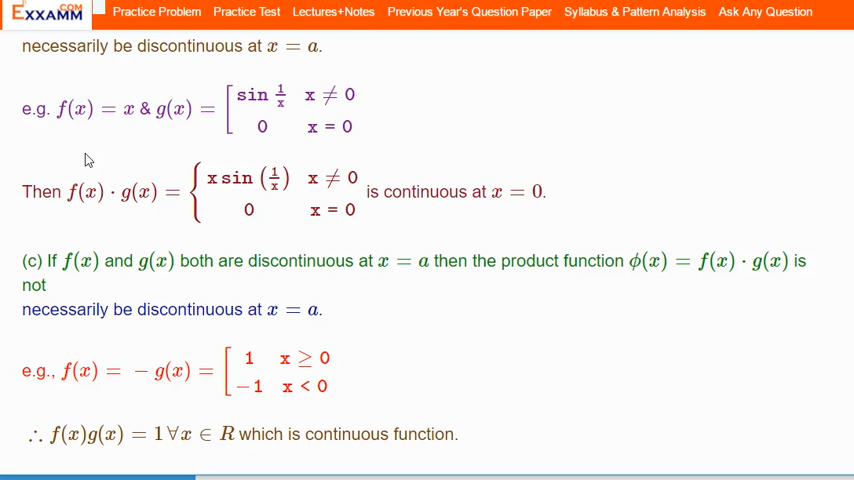 EXXAMM .COM Practice Problem Practice Test Lectures+Notes Previous Year's Question Paper Syllabus & Pattern Analysis Ask Any Question
necessarily be discontinuous at x = a.
e.g. f(x) = x & g(x) = [ sin 1/x x ≠ 0
0 x = 0
Then f(x) · g(x) = { x sin (1/x) x ≠ 0 is continuous at x = 0.
0 x = 0
(c) If f(x) and g(x) both are discontinuous at x = a then the product function ϕ(x) = f(x) · g(x) is
not
necessarily be discontinuous at x = a.
e.g., f(x) = − g(x) = [ 1 x ≥ 0
−1 x < 0
∴ f(x)g(x) = 1∀x ∈ R which is continuous function.